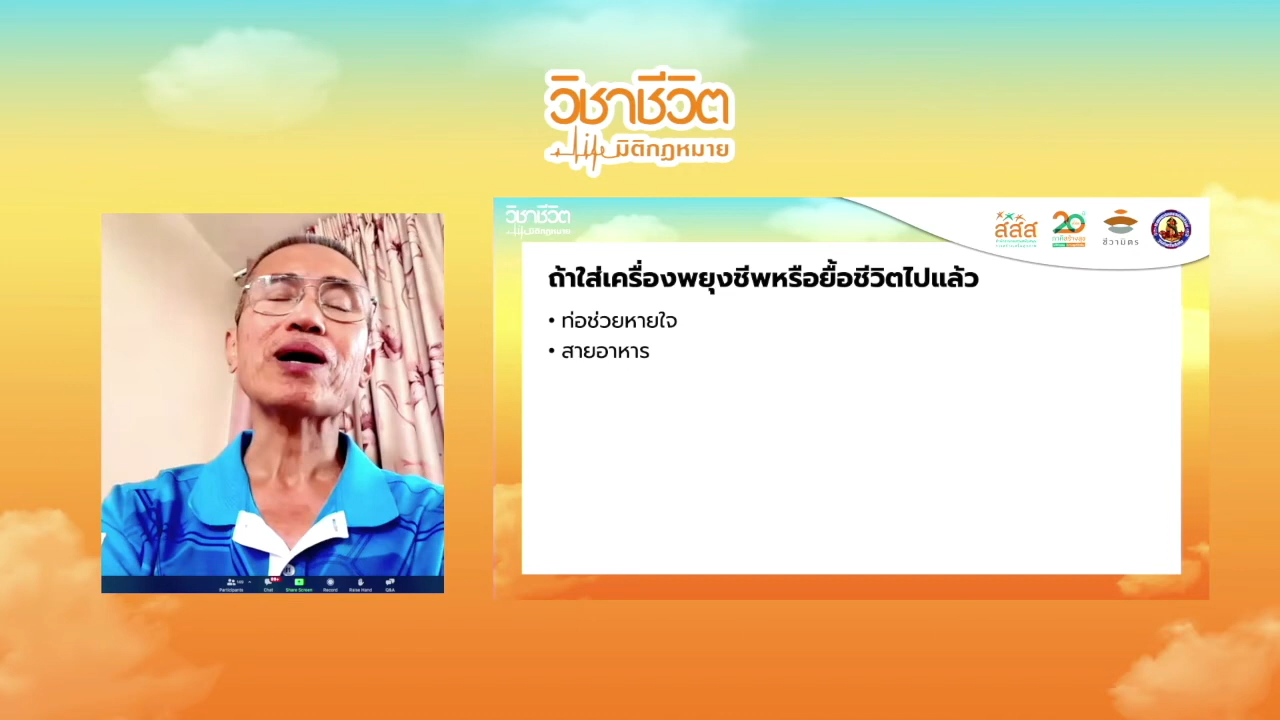 วิชาชีวิต
Life มิติกฎหมาย
วิชาชีวิต
Life มิติกฎหมาย
สสส
20
ชีวามิตร
ถ้าใส่เครื่องพยุงชีพหรือยื้อชีวิตไปแล้ว
• ท่อช่วยหายใจ
• สายอาหาร
Participants
Chat
Share Screen
Record
Raise Hand
Q&A